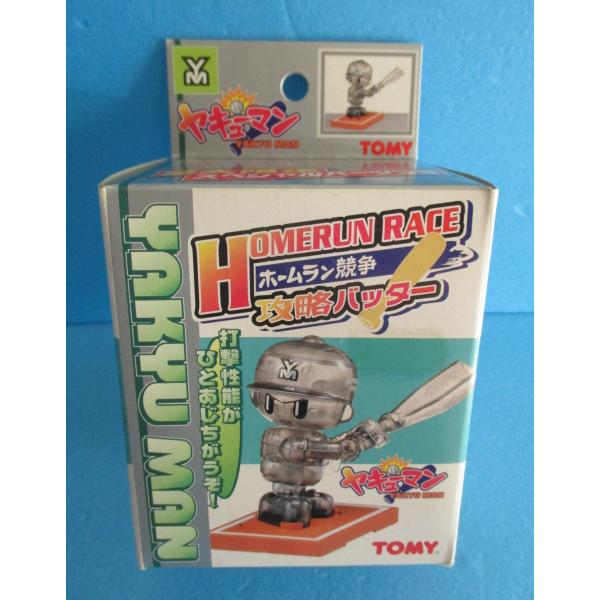 YM
ヤキューマン
YAKYU MAN
TOMY
YAKYU MAN
HOMERUN RACE
ホームラン競争
攻略バッター
打撃性能が
ひとあじちがうぞ!
YM
ヤキューマン
YAKYU MAN
TOMY